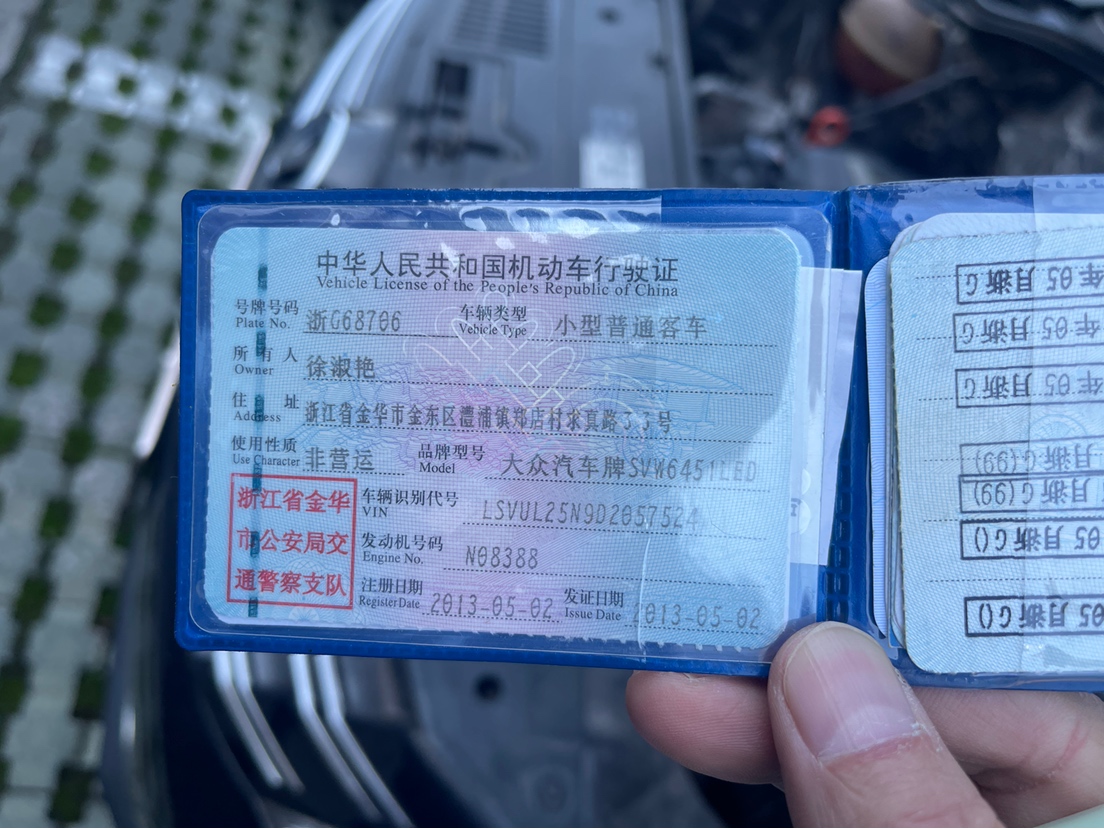 中华人民共和国机动车行驶证
Vehicle License of the People's Republic of China
号牌号码 浙G68706 车辆类型 小型普通客车
Plate No. Vehicle Type
所有人 徐淑艳
Owner
住址 浙江省金华市金东区澧浦镇郑店村求真路33号
Address
使用性质 非营运 品牌型号 大众汽车牌SVW6451LED
Use Character Model
浙江省金华
市公安局交
通警察支队
车辆识别代号 LSVUL25N9D2057524
VIN
发动机号码 N08388
Engine No.
注册日期 2013-05-02 发证日期 2013-05-02
Register Date Issue Date